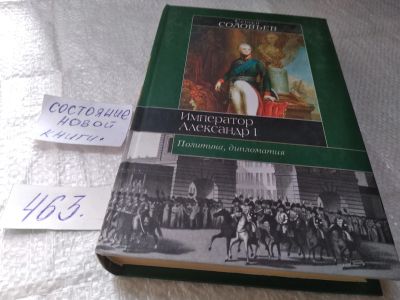 Сергей
СОЛОВЬЕВ
Император
Александр I
Политика, дипломатия
СОСТОЯНИЕ
НОВОЙ
КНИГИ.
463.